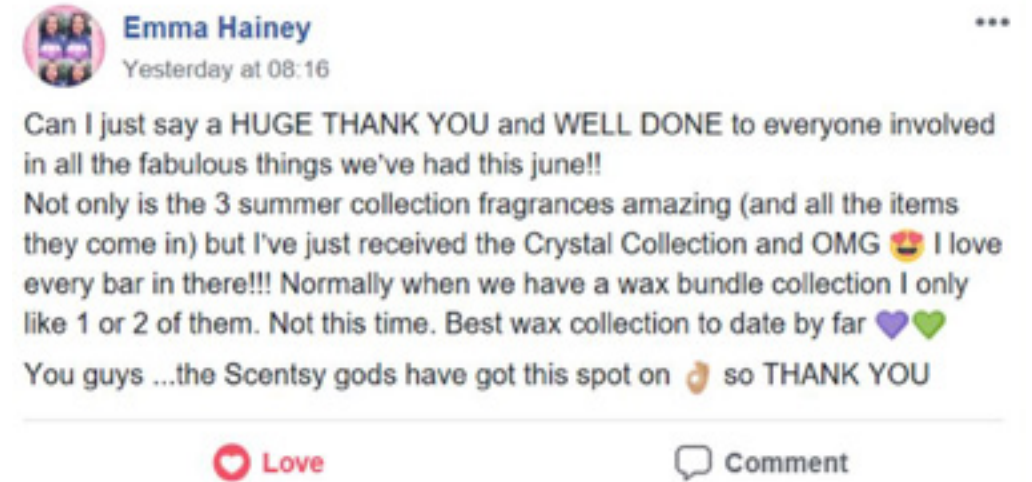 Emma Hainey
Yesterday at 08:16
Can I just say a HUGE THANK YOU and WELL DONE to everyone involved
in all the fabulous things we've had this june!!
Not only is the 3 summer collection fragrances amazing (and all the items
they come in) but I've just received the Crystal Collection and OMG 😍 I love
every bar in there!!! Normally when we have a wax bundle collection I only
like 1 or 2 of them. Not this time. Best wax collection to date by far 💜💚
You guys ...the Scentsy gods have got this spot on 👌🏼 so THANK YOU
Love
Comment